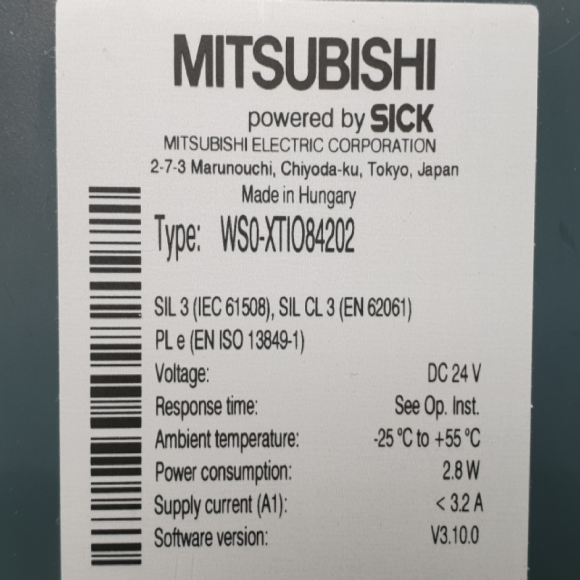 MITSUBISHI
powered by SICK
MITSUBISHI ELECTRIC CORPORATION
2-7-3 Marunouchi, Chiyoda-ku, Tokyo, Japan
Made in Hungary
Type: WS0-XTIO84202
SIL 3 (IEC 61508), SIL CL 3 (EN 62061)
PL e (EN ISO 13849-1)
Voltage: DC 24 V
Response time: See Op. Inst.
Ambient temperature: -25 °C to +55 °C
Power consumption: 2.8 W
Supply current (A1): < 3.2 A
Software version: V3.10.0